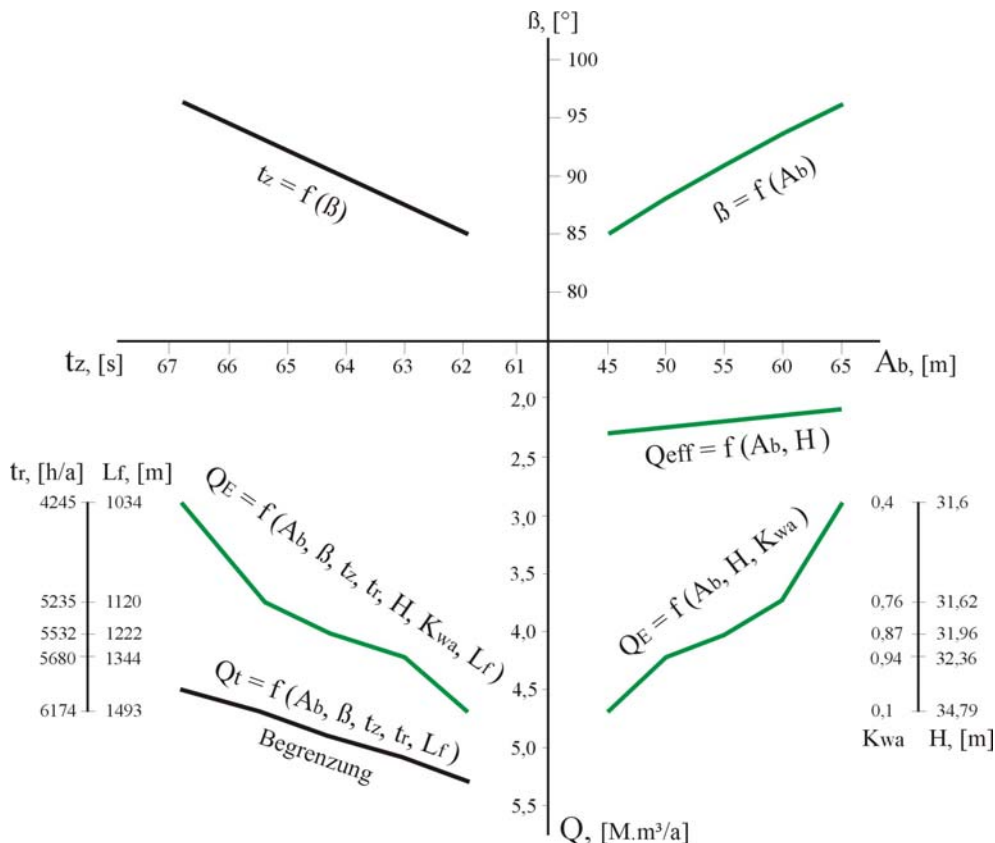 ß, [°]
100
95
90
85
80
tz = f (ß)
ß = f (Ab)
tz, [s]
67
66
65
64
63
62
61
45
50
55
60
65
Ab, [m]
2,0
2,5
3,0
3,5
4,0
4,5
5,0
5,5
Q, [M.m³/a]
Qeff = f (Ab, H)
tr, [h/a] Lf, [m]
4245 1034
5235 1120
5532 1222
5680 1344
6174 1493
QE = f (Ab, ß, tz, tr, H, Kwa, Lf)
Qt = f (Ab, ß, tz, tr, Lf)
Begrenzung
QE = f (Ab, H, Kwa)
0,4 31,6
0,76 31,62
0,87 31,96
0,94 32,36
0,1 34,79
Kwa H, [m]